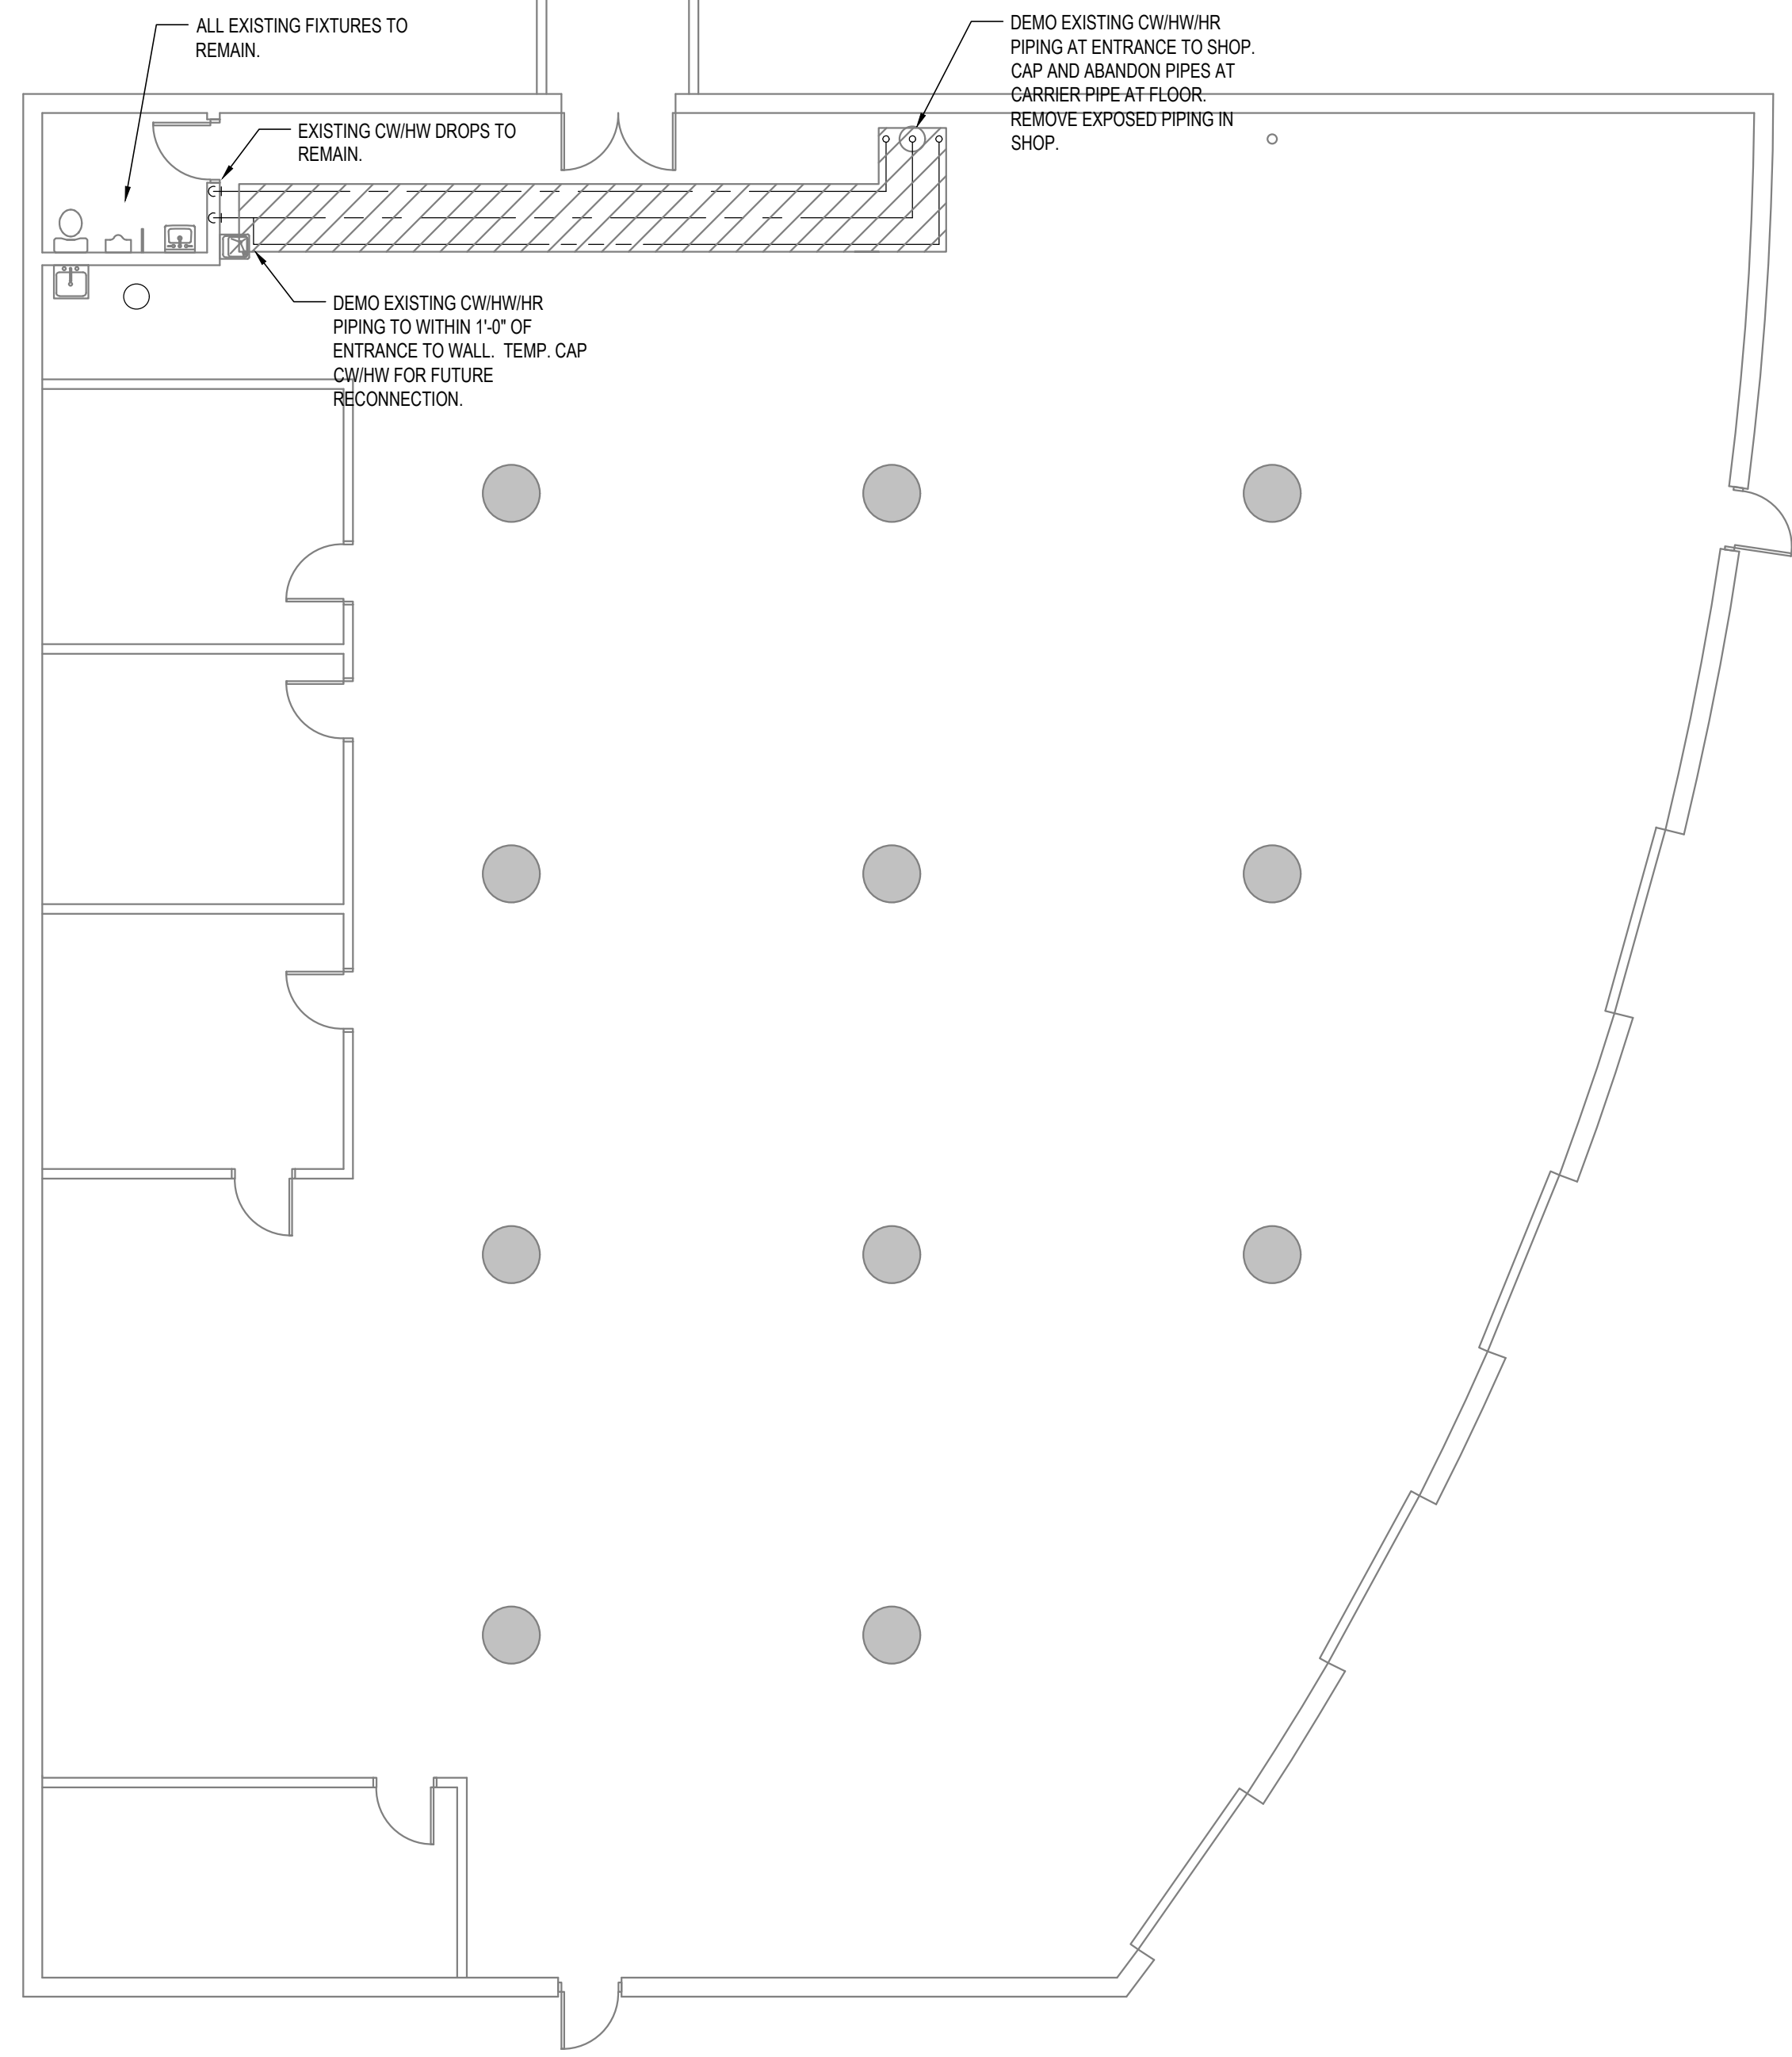 ALL EXISTING FIXTURES TO
REMAIN.
DEMO EXISTING CW/HW/HR
PIPING AT ENTRANCE TO SHOP.
CAP AND ABANDON PIPES AT
CARRIER PIPE AT FLOOR.
REMOVE EXPOSED PIPING IN
SHOP.
EXISTING CW/HW DROPS TO
REMAIN.
DEMO EXISTING CW/HW/HR
PIPING TO WITHIN 1'-0" OF
ENTRANCE TO WALL.  TEMP. CAP
CW/HW FOR FUTURE
RECONNECTION.